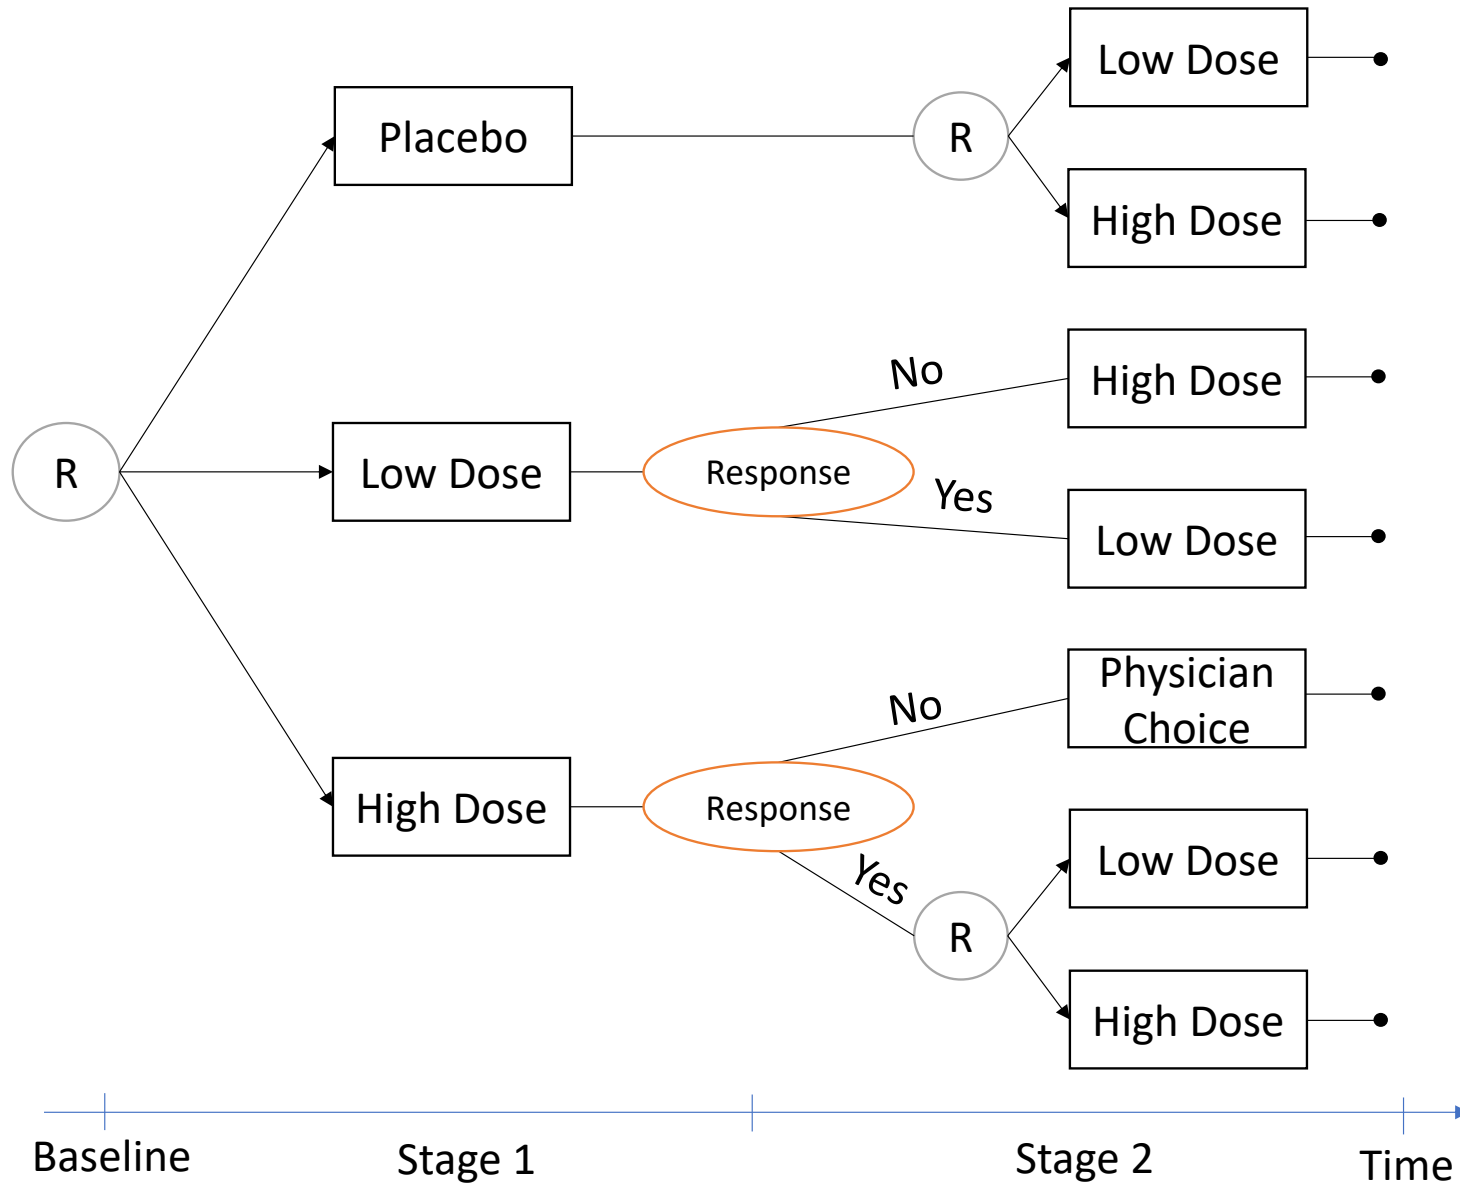 Low Dose
Placebo
R
High Dose
No
High Dose
R
Low Dose
Response
Yes
Low Dose
No
Physician
Choice
High Dose
Response
Yes
Low Dose
R
High Dose
Baseline
Stage 1
Stage 2
Time